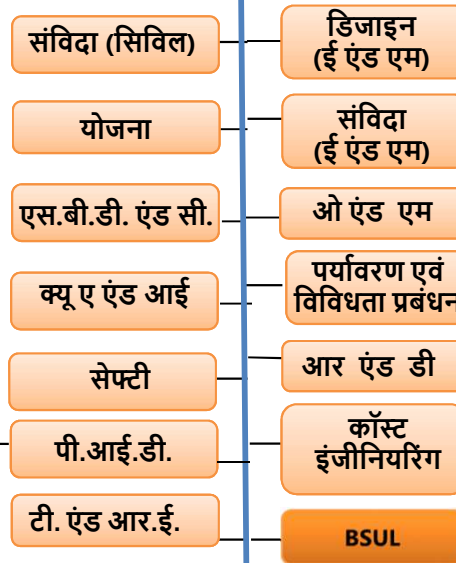 संविदा (सिविल)
योजना
एस.बी.डी. एंड सी.
क्यू ए एंड आई
सेफ्टी
पी.आई.डी.
टी. एंड आर.ई.
डिजाइन
(ई एंड एम)
संविदा
(ई एंड एम)
ओ एंड एम
पर्यावरण एवं
विविधता प्रबंधन
आर एंड डी
कॉस्ट
इंजीनियरिंग
BSUL